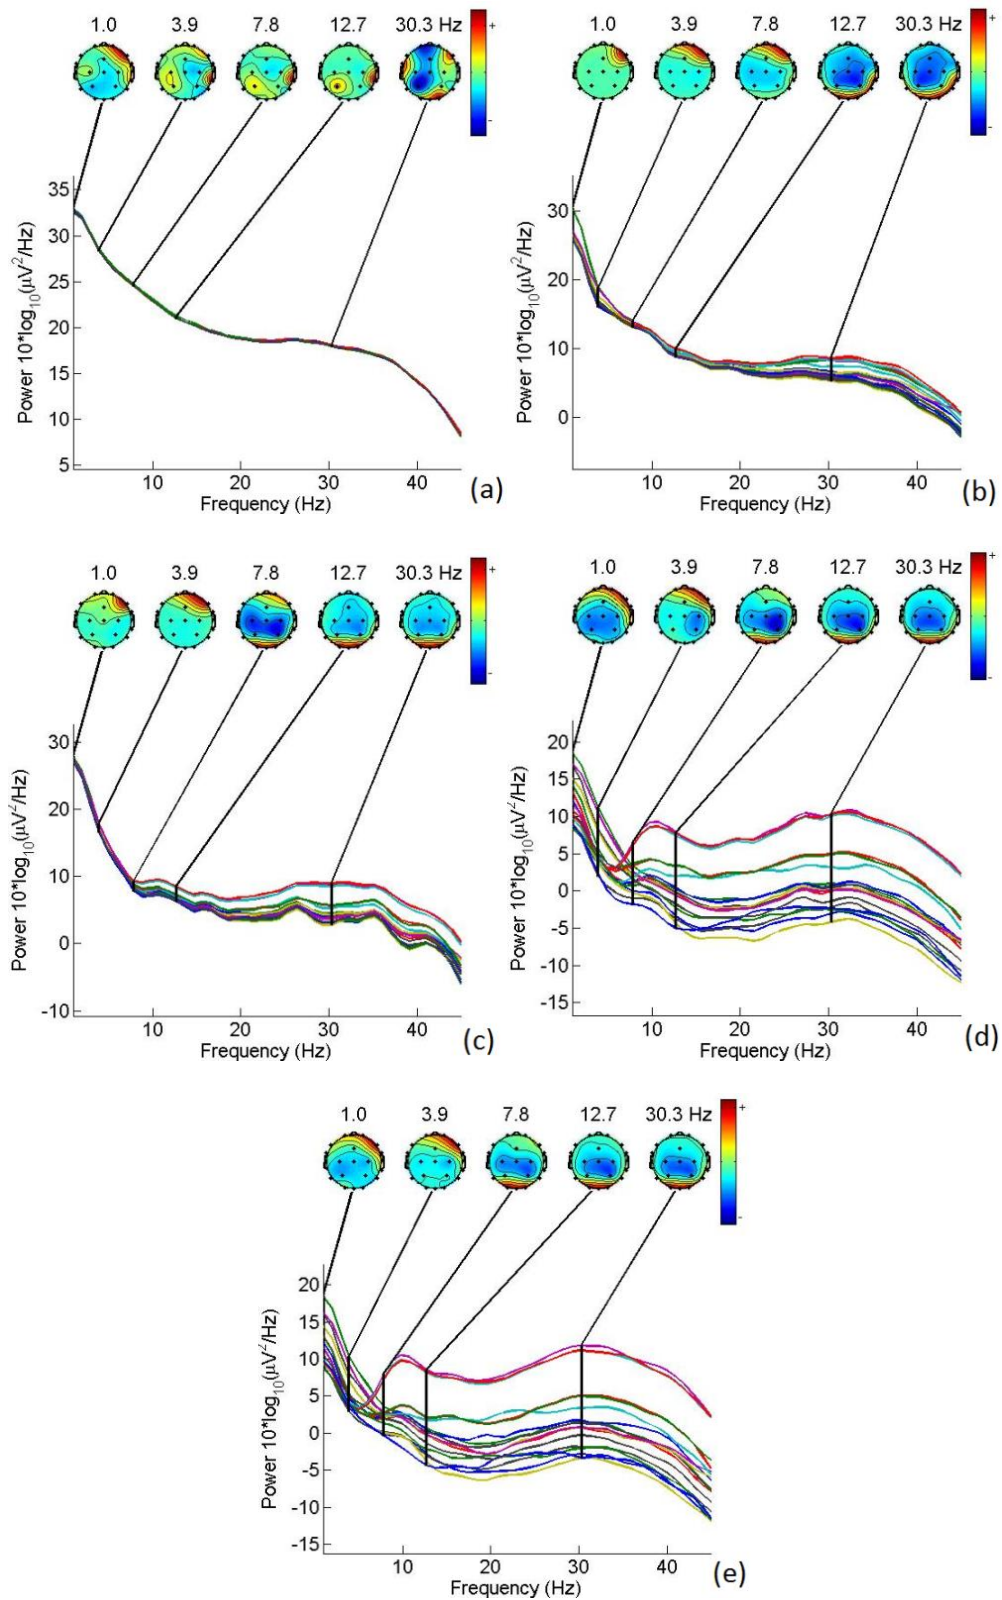 1.0 3.9 7.8 12.7 30.3 Hz
+
-
35
30
25
20
15
10
5
Power 10*log₁₀(μV²/Hz)
10 20 30 40
Frequency (Hz)
(a)
1.0 3.9 7.8 12.7 30.3 Hz
+
-
30
20
10
0
Power 10*log₁₀(μV²/Hz)
10 20 30 40
Frequency (Hz)
(b)
1.0 3.9 7.8 12.7 30.3 Hz
+
-
30
20
10
0
-10
Power 10*log₁₀(μV²/Hz)
10 20 30 40
Frequency (Hz)
(c)
1.0 3.9 7.8 12.7 30.3 Hz
+
-
20
15
10
5
0
-5
-10
-15
Power 10*log₁₀(μV²/Hz)
10 20 30 40
Frequency (Hz)
(d)
1.0 3.9 7.8 12.7 30.3 Hz
+
-
20
15
10
5
0
-5
-10
-15
Power 10*log₁₀(μV²/Hz)
10 20 30 40
Frequency (Hz)
(e)